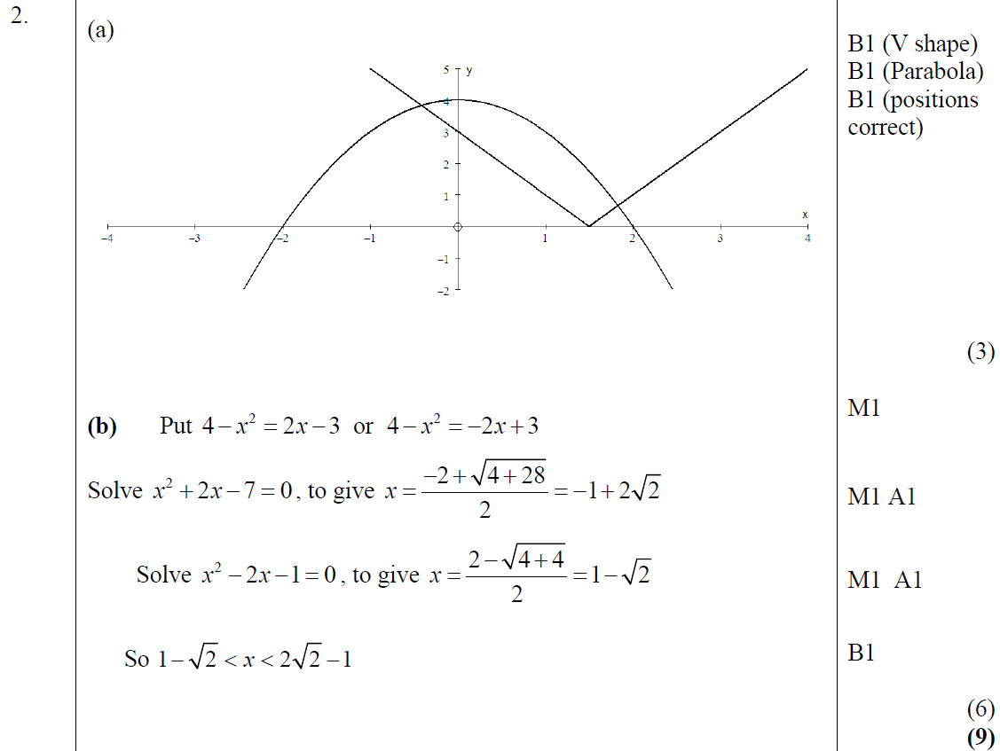 2.
(a)
B1 (V shape)
B1 (Parabola)
B1 (positions
correct)
5 y
4
3
2
1
x
−4 −3 −2 −1 1 2 3 4
−1
−2
(3)
M1
(b) Put 4 − x² = 2x − 3 or 4 − x² = −2x + 3
Solve x² + 2x − 7 = 0, to give x = (−2 + √(4 + 28))/2 = −1 + 2√2
M1 A1
Solve x² − 2x − 1 = 0, to give x = (2 − √(4 + 4))/2 = 1 − √2
M1 A1
So 1 − √2 < x < 2√2 − 1
B1
(6)
(9)